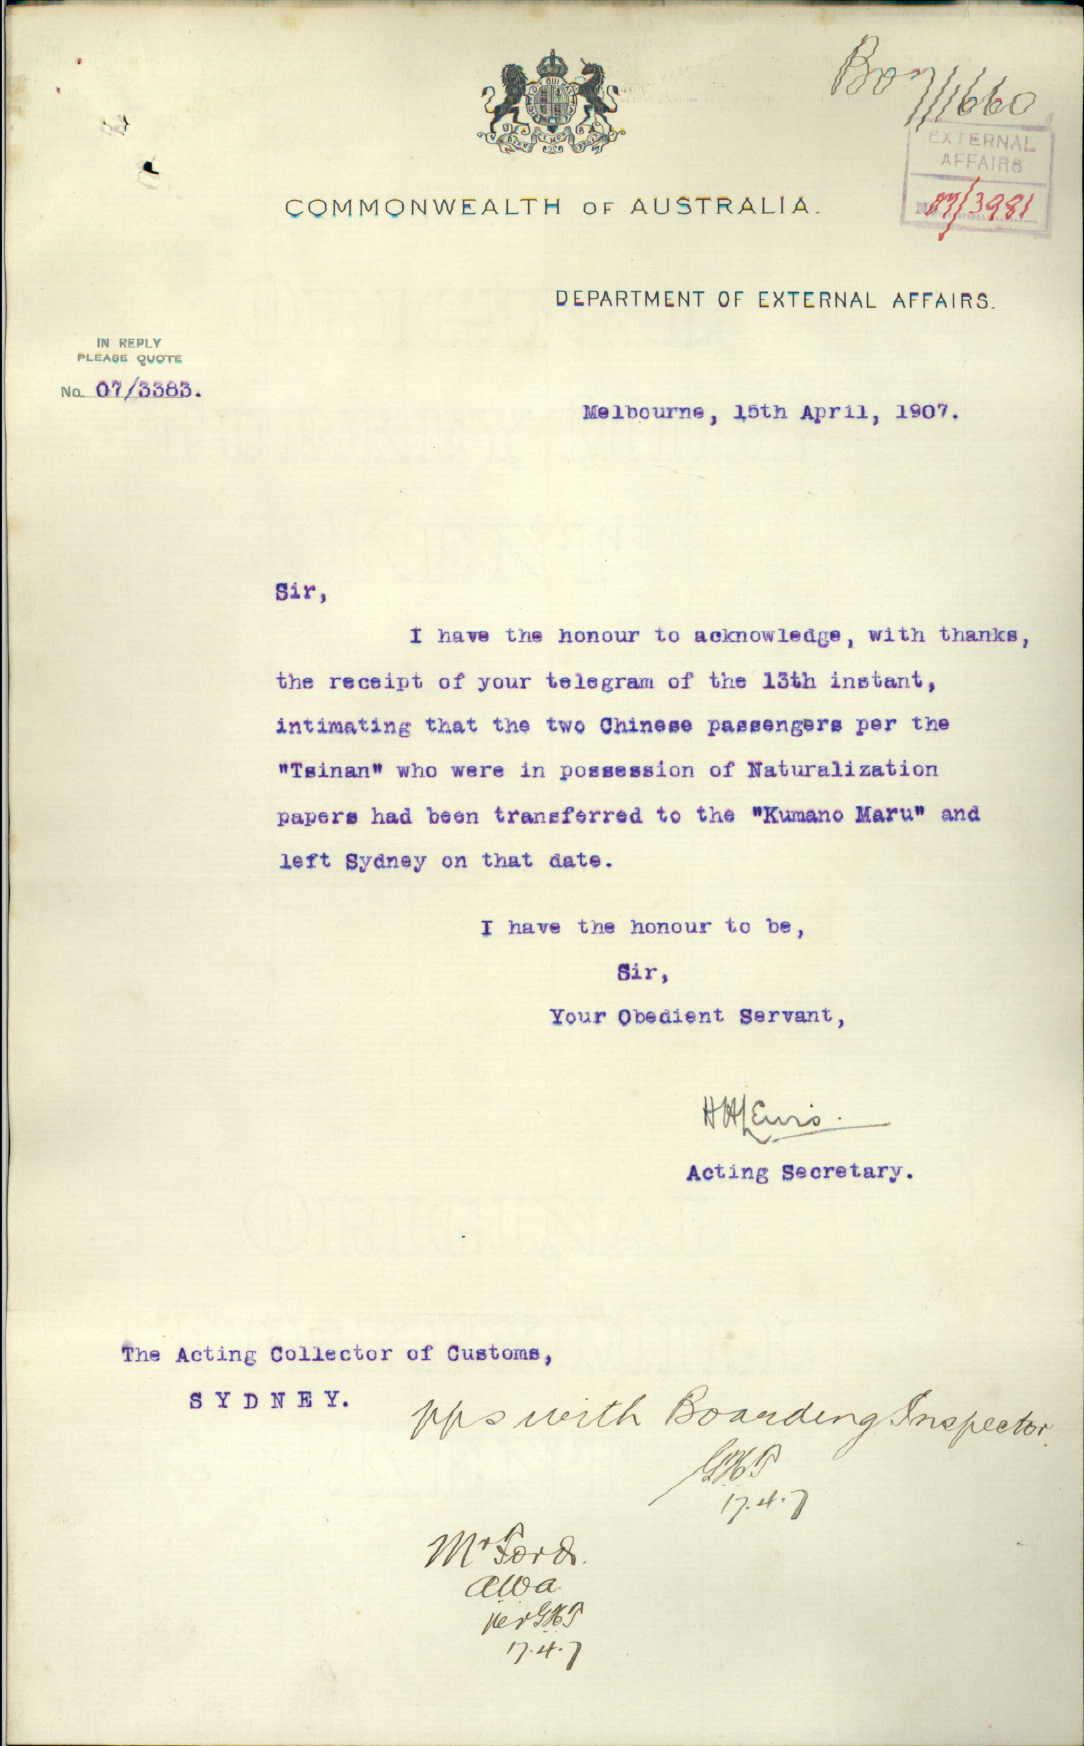 B07/11660
EXTERNAL
AFFAIRS
07/3981
COMMONWEALTH OF AUSTRALIA.
DEPARTMENT OF EXTERNAL AFFAIRS.
IN REPLY
PLEASE QUOTE
No. 07/3383.
Melbourne, 15th April, 1907.
Sir,
I have the honour to acknowledge, with thanks,
the receipt of your telegram of the 13th instant,
intimating that the two Chinese passengers per the
"Tsinan" who were in possession of Naturalization
papers had been transferred to the "Kumano Maru" and
left Sydney on that date.
I have the honour to be,
Sir,
Your Obedient Servant,
Acting Secretary.
The Acting Collector of Customs,
SYDNEY.
pps with Boarding Inspector
17.4.7
Mr Ford.
17.4.7